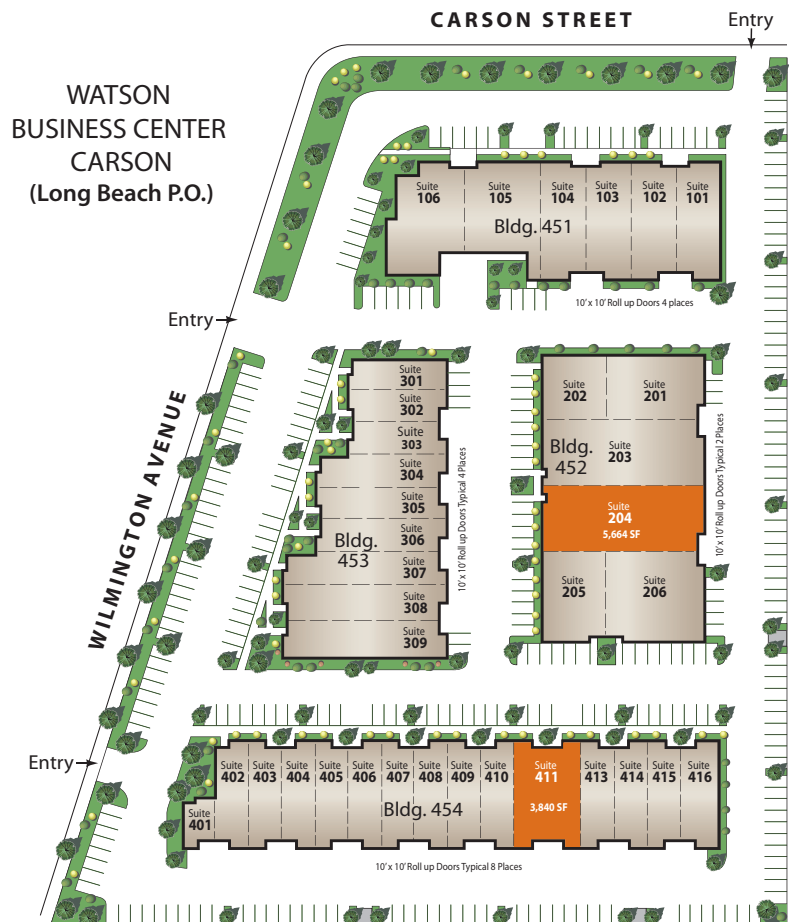 CARSON STREET
Entry
WATSON
BUSINESS CENTER
CARSON
(Long Beach P.O.)
Suite
106
Suite
105
Suite
104
Suite
103
Suite
102
Suite
101
Bldg. 451
10' x 10' Roll up Doors 4 places
Entry
WILMINGTON AVENUE
Suite
301
Suite
302
Suite
303
Suite
304
Suite
305
Suite
306
Suite
307
Suite
308
Suite
309
Bldg.
453
10' x 10' Roll up Doors Typical 4 Places
Suite
202
Suite
201
Bldg.
452
Suite
203
Suite
204
5,664 SF
Suite
205
Suite
206
10' x 10' Roll up Doors Typical 2 Places
Entry
Suite
401
Suite
402
Suite
403
Suite
404
Suite
405
Suite
406
Suite
407
Suite
408
Suite
409
Suite
410
Suite
411
3,840 SF
Suite
413
Suite
414
Suite
415
Suite
416
Bldg. 454
10' x 10' Roll up Doors Typical 8 Places